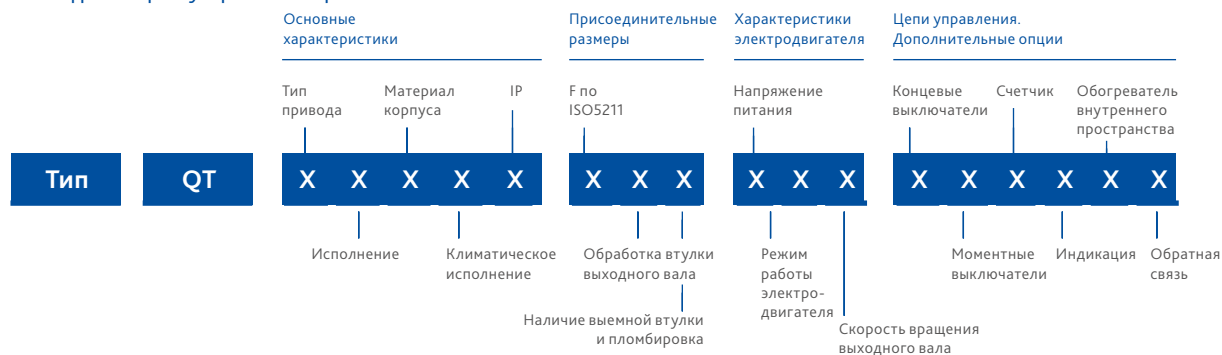 Основные
характеристики
Присоединительные
размеры
Характеристики
электродвигателя
Цепи управления.
Дополнительные опции
Тип
привода
Материал
корпуса
IP
F по
ISO5211
Напряжение
питания
Концевые
выключатели
Счетчик
Обогреватель
внутреннего
пространства
Тип
QT
X X X X X
X X X
X X X
X X X X X X
Исполнение
Климатическое
исполнение
Обработка втулки
выходного вала
Наличие выемной втулки
и пломбировка
Режим
работы
электро-
двигателя
Скорость вращения
выходного вала
Моментные
выключатели
Индикация
Обратная
связь